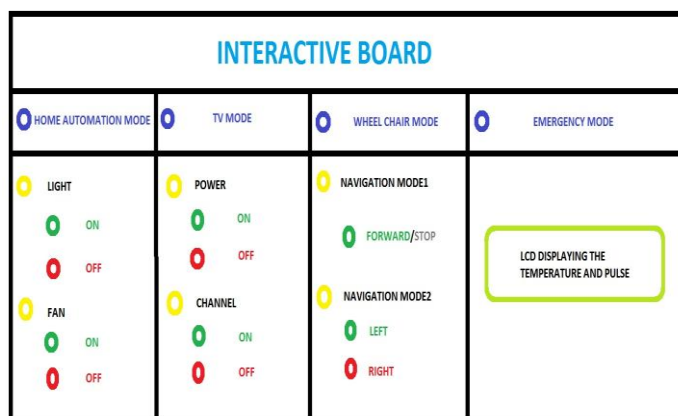 INTERACTIVE BOARD
HOME AUTOMATION MODE
TV MODE
WHEEL CHAIR MODE
EMERGENCY MODE
LIGHT
ON
OFF
FAN
ON
OFF
POWER
ON
OFF
CHANNEL
ON
OFF
NAVIGATION MODE1
FORWARD/STOP
NAVIGATION MODE2
LEFT
RIGHT
LCD DISPLAYING THE
TEMPERATURE AND PULSE